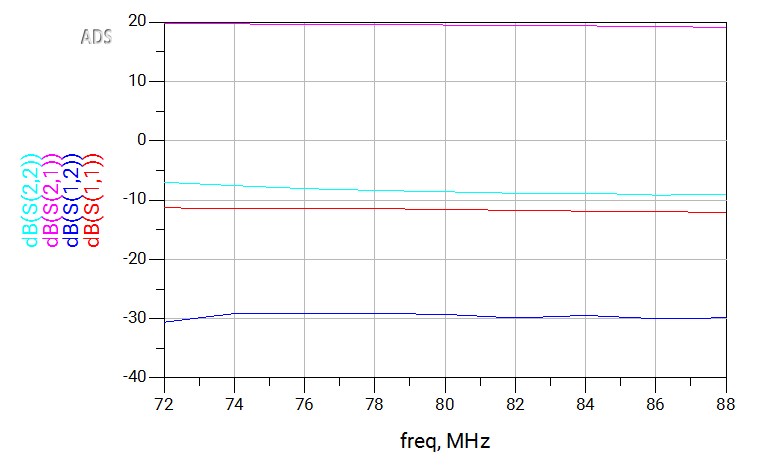 ADS
20
10
0
-10
-20
-30
-40
72 74 76 78 80 82 84 86 88
freq, MHz
dB(S(2,2))
dB(S(2,1))
dB(S(1,2))
dB(S(1,1))